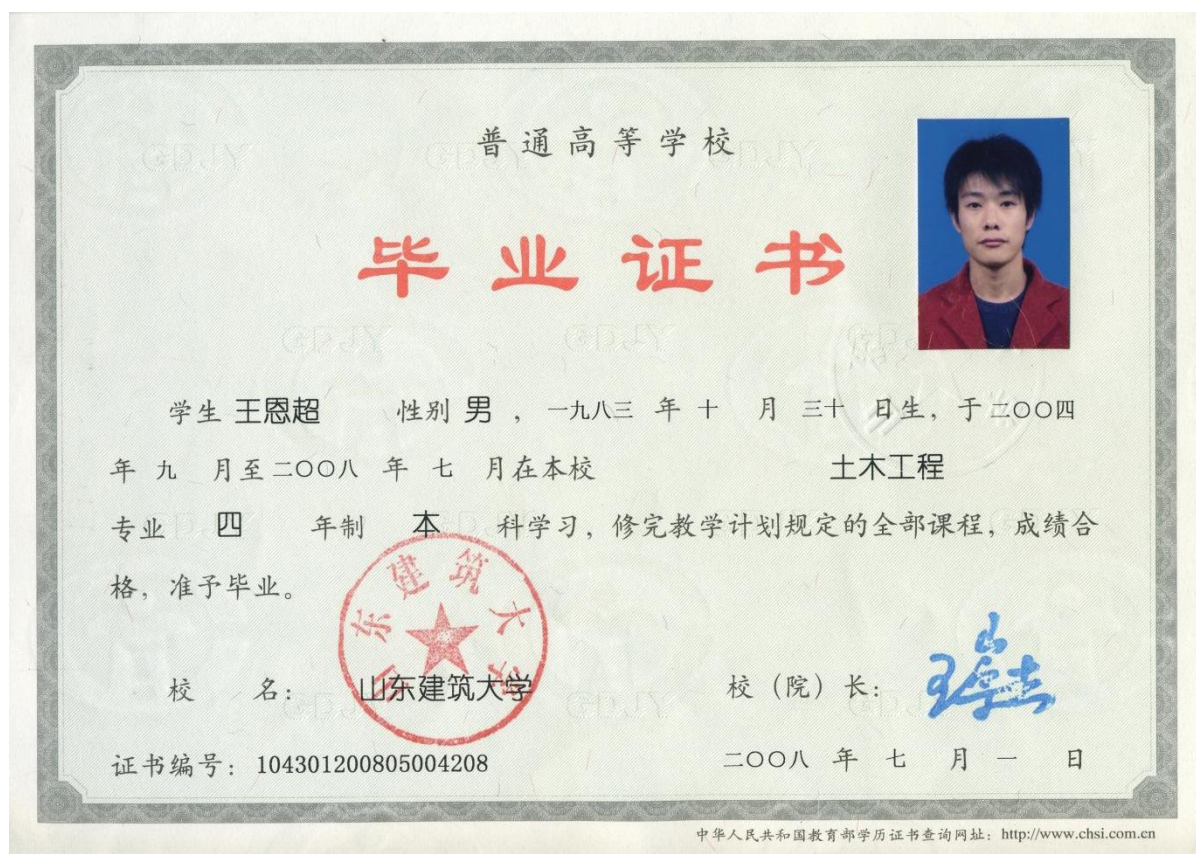 普通高等学校
毕业证书
学生 王恩超 性别 男 ，一九八三 年 十 月 三十 日生，于 二〇〇四
年 九 月至 二〇〇八 年 七 月在本校 土木工程
专业 四 年制 本 科学习，修完教学计划规定的全部课程，成绩合
格，准予毕业。
山东建筑大学
校 名： 山东建筑大学 校（院）长：
证书编号：104301200805004208 二〇〇八 年 七 月 一 日
中华人民共和国教育部学历证书查询网址：http://www.chsi.com.cn